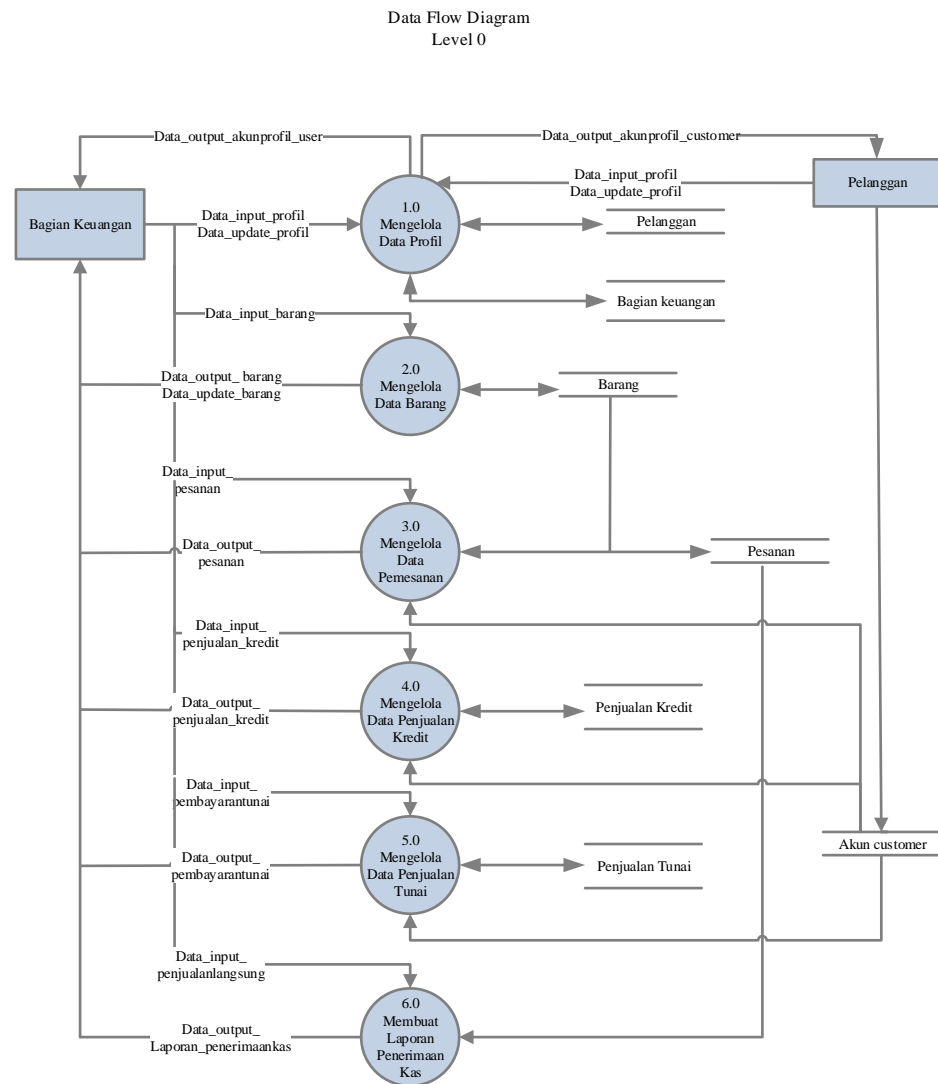 Data Flow Diagram
Level 0
Data_output_akunprofil_user
Data_output_akunprofil_customer
Data_input_profil
Data_update_profil
Pelanggan
Bagian Keuangan
Data_input_profil
Data_update_profil
1.0
Mengelola
Data Profil
Pelanggan
Bagian keuangan
Data_input_barang
Data_output_ barang
Data_update_barang
2.0
Mengelola
Data Barang
Barang
Data_input_
pesanan
Data_output_
pesanan
3.0
Mengelola
Data
Pemesanan
Pesanan
Data_input_
penjualan_kredit
Data_output_
penjualan_kredit
4.0
Mengelola
Data Penjualan
Kredit
Penjualan Kredit
Data_input_
pembayarantunai
Data_output_
pembayarantunai
5.0
Mengelola
Data Penjualan
Tunai
Penjualan Tunai
Akun customer
Data_input_
penjualanlangsung
Data_output_
Laporan_penerimaankas
6.0
Membuat
Laporan
Penerimaan
Kas